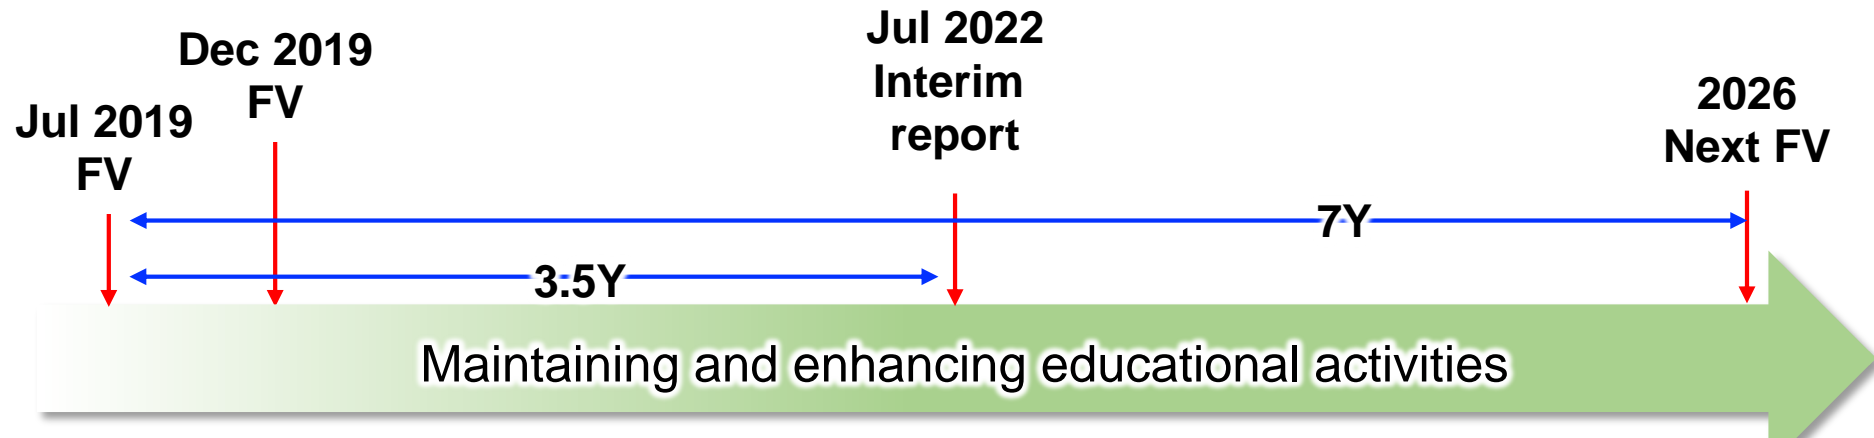 Jul 2019
FV
Dec 2019
FV
Jul 2022
Interim
report
2026
Next FV
7Y
3.5Y
Maintaining and enhancing educational activities